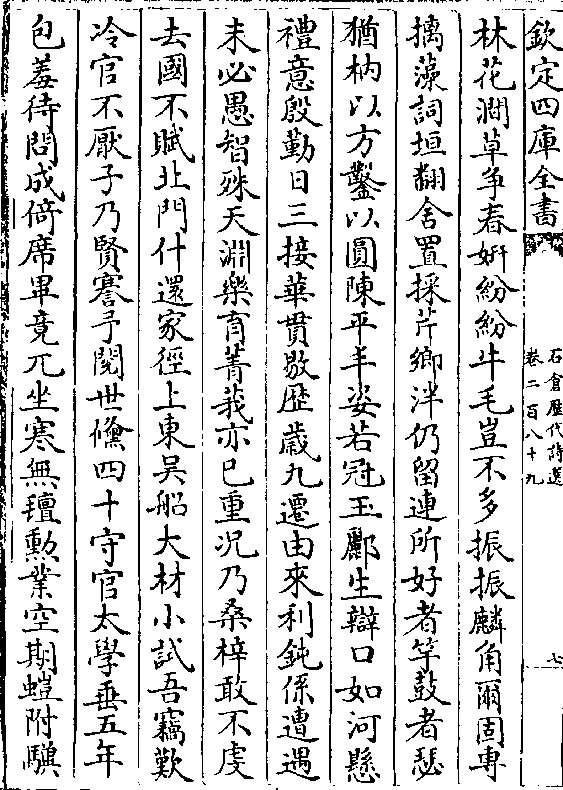 欽定四庫全書
石倉歷代詩選
卷二百八十九
七
林花澗草爭春妍紛紛牛毛豈不多振振麟角爾固專
摛藻詞垣翻舍置採芹鄉泮仍留連所好者竽鼓者瑟
猶枘以方鑿以圓陳平丰姿若冠玉酈生辯口如河懸
禮意殷勤日三接華貫敭歴歲九遷由來利鈍係遭遇
未必愚智殊天淵樂育菁莪亦已重况乃桑梓敢不虔
去國不賦北門什還家徑上東吳船大材小試吾竊歎
冷官不厭子乃賢謇予閱世儵四十守官太學垂五年
包羞待問成倚席畢竟兀坐寒無氊勲業空期螘附驥